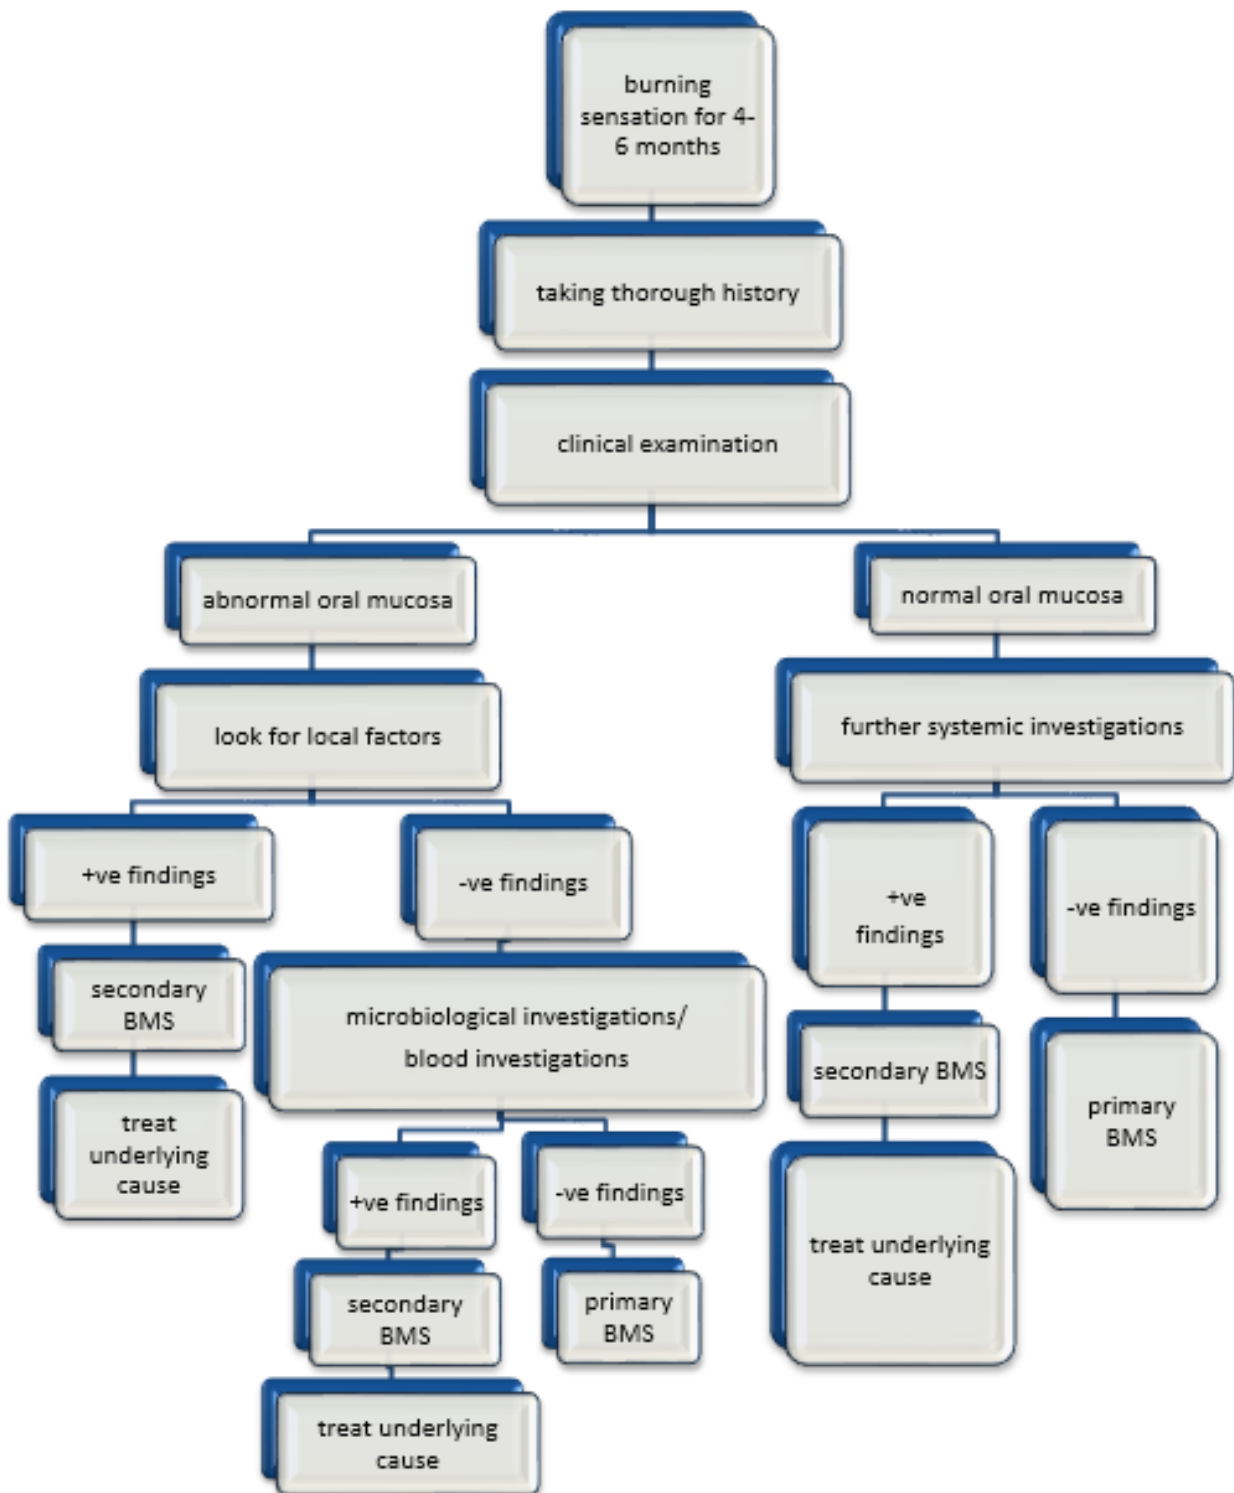 burning
sensation for 4-
6 months
taking thorough history
clinical examination
abnormal oral mucosa
normal oral mucosa
look for local factors
further systemic investigations
+ve findings
-ve findings
+ve
findings
-ve findings
secondary
BMS
microbiological investigations/
blood investigations
secondary BMS
primary
BMS
treat
underlying
cause
+ve findings
-ve findings
treat underlying
cause
secondary
BMS
primary
BMS
treat underlying
cause